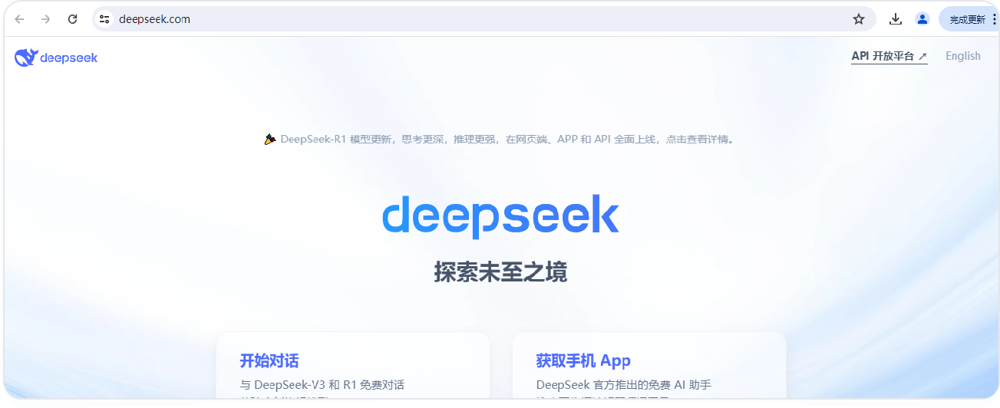 deepseek.com
完成更新
deepseek
API 开放平台 ↗
English
DeepSeek-R1 模型更新，思考更深，推理更强，在网页端、APP 和 API 全面上线，点击查看详情。
deepseek
探索未至之境
开始对话
与 DeepSeek-V3 和 R1 免费对话
获取手机 App
DeepSeek 官方推出的免费 AI 助手